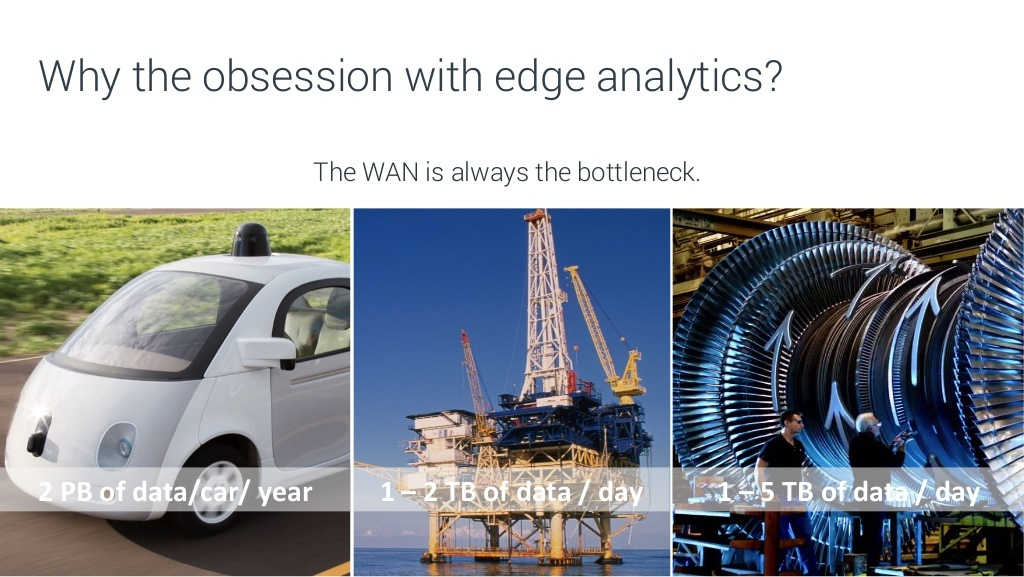 Why the obsession with edge analytics?
The WAN is always the bottleneck.
2 PB of data/car/ year
1 – 2 TB of data / day
1 – 5 TB of data / day